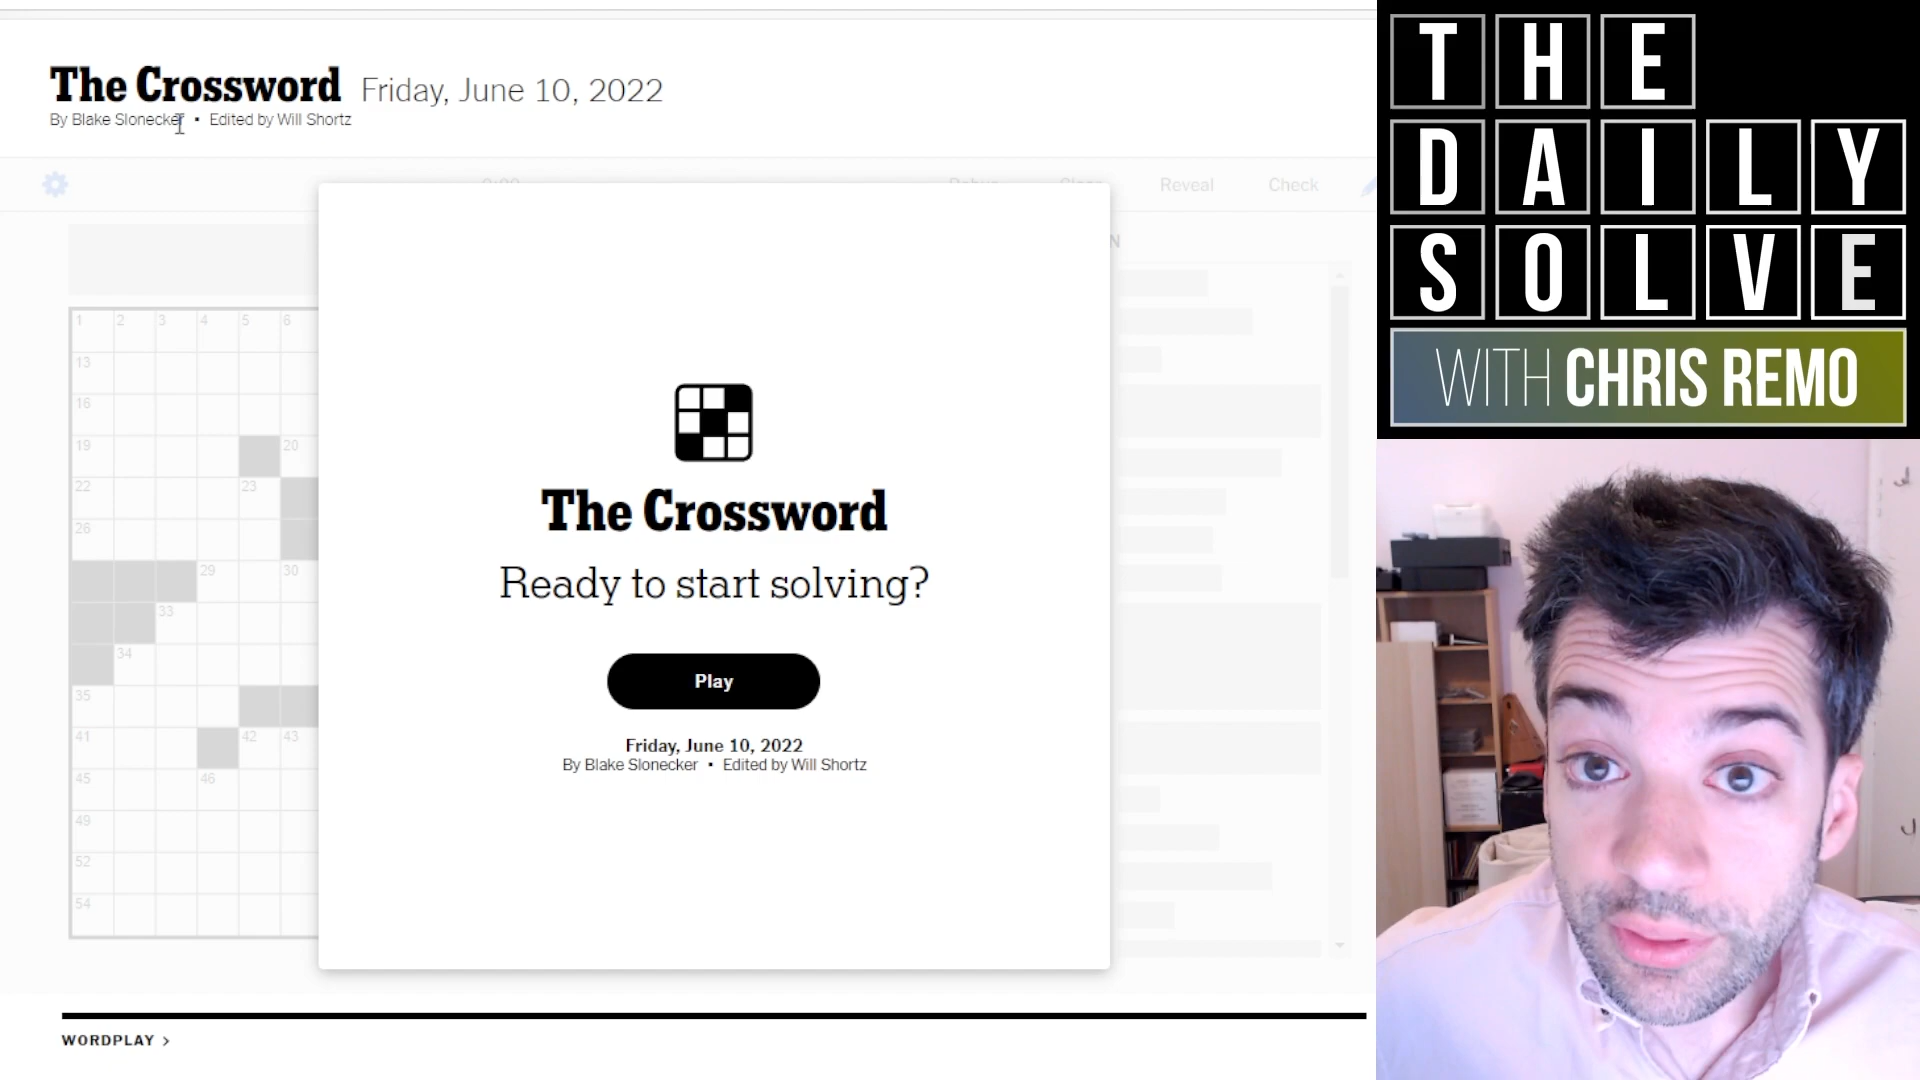 The Crossword Friday, June 10, 2022
By Blake Slonecker • Edited by Will Shortz
Reveal Check
1 2 3 4 5 6
13
16
19 20
22 23
26
29 30
33
34
35
41 42 43
45 46
49
52
54
The Crossword
Ready to start solving?
Play
Friday, June 10, 2022
By Blake Slonecker • Edited by Will Shortz
WORDPLAY >
THE
DAILY
SOLVE
WITH CHRIS REMO